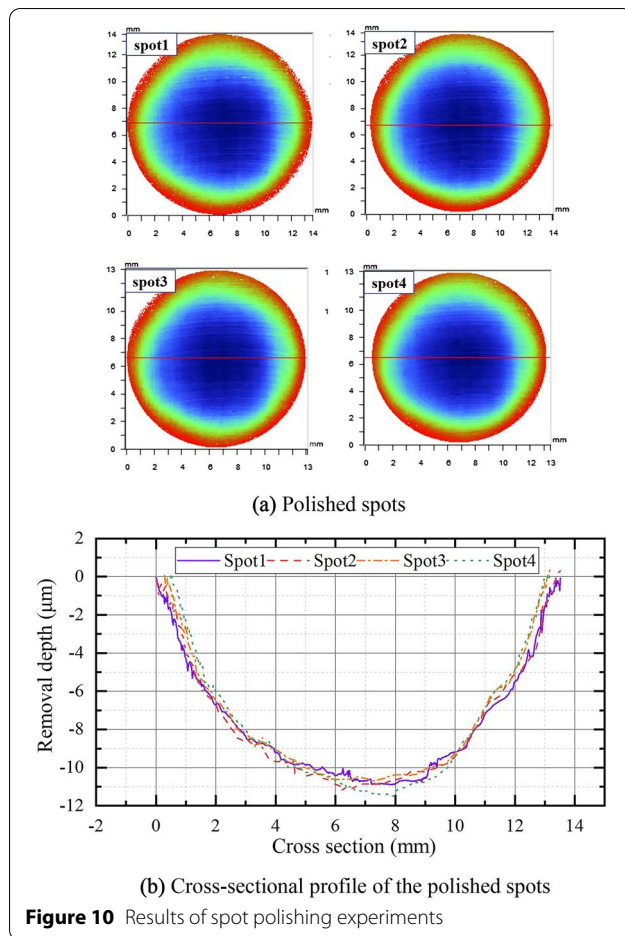 mm
14
12
10
8
6
4
2
0
spot1
mm
0 2 4 6 8 10 12 14
mm
14
12
10
8
6
4
2
0
spot2
mm
0 2 4 6 8 10 12 14
mm
13
10
8
6
4
2
0
spot3
mm
0 2 4 6 8 10 13
1
1
mm
13
10
8
6
4
2
0
spot4
mm
0 2 4 6 8 10 13
(a) Polished spots
2
0
-2
-4
-6
-8
-10
-12
Removal depth (μm)
Spot1 Spot2 Spot3 Spot4
-2 0 2 4 6 8 10 12 14
Cross section (mm)
(b) Cross-sectional profile of the polished spots
Figure 10 Results of spot polishing experiments